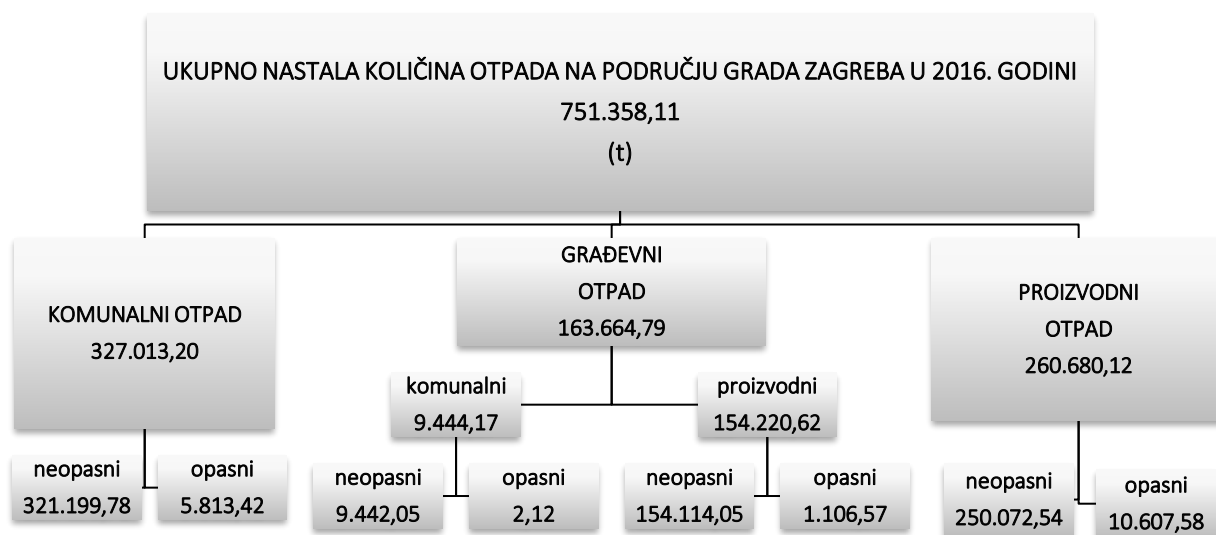 UKUPNO NASTALA KOLIČINA OTPADA NA PODRUČJU GRADA ZAGREBA U 2016. GODINI
751.358,11
(t)
KOMUNALNI OTPAD
327.013,20
neopasni
321.199,78
opasni
5.813,42
GRAĐEVNI
OTPAD
163.664,79
komunalni
9.444,17
neopasni
9.442,05
opasni
2,12
proizvodni
154.220,62
neopasni
154.114,05
opasni
1.106,57
PROIZVODNI
OTPAD
260.680,12
neopasni
250.072,54
opasni
10.607,58